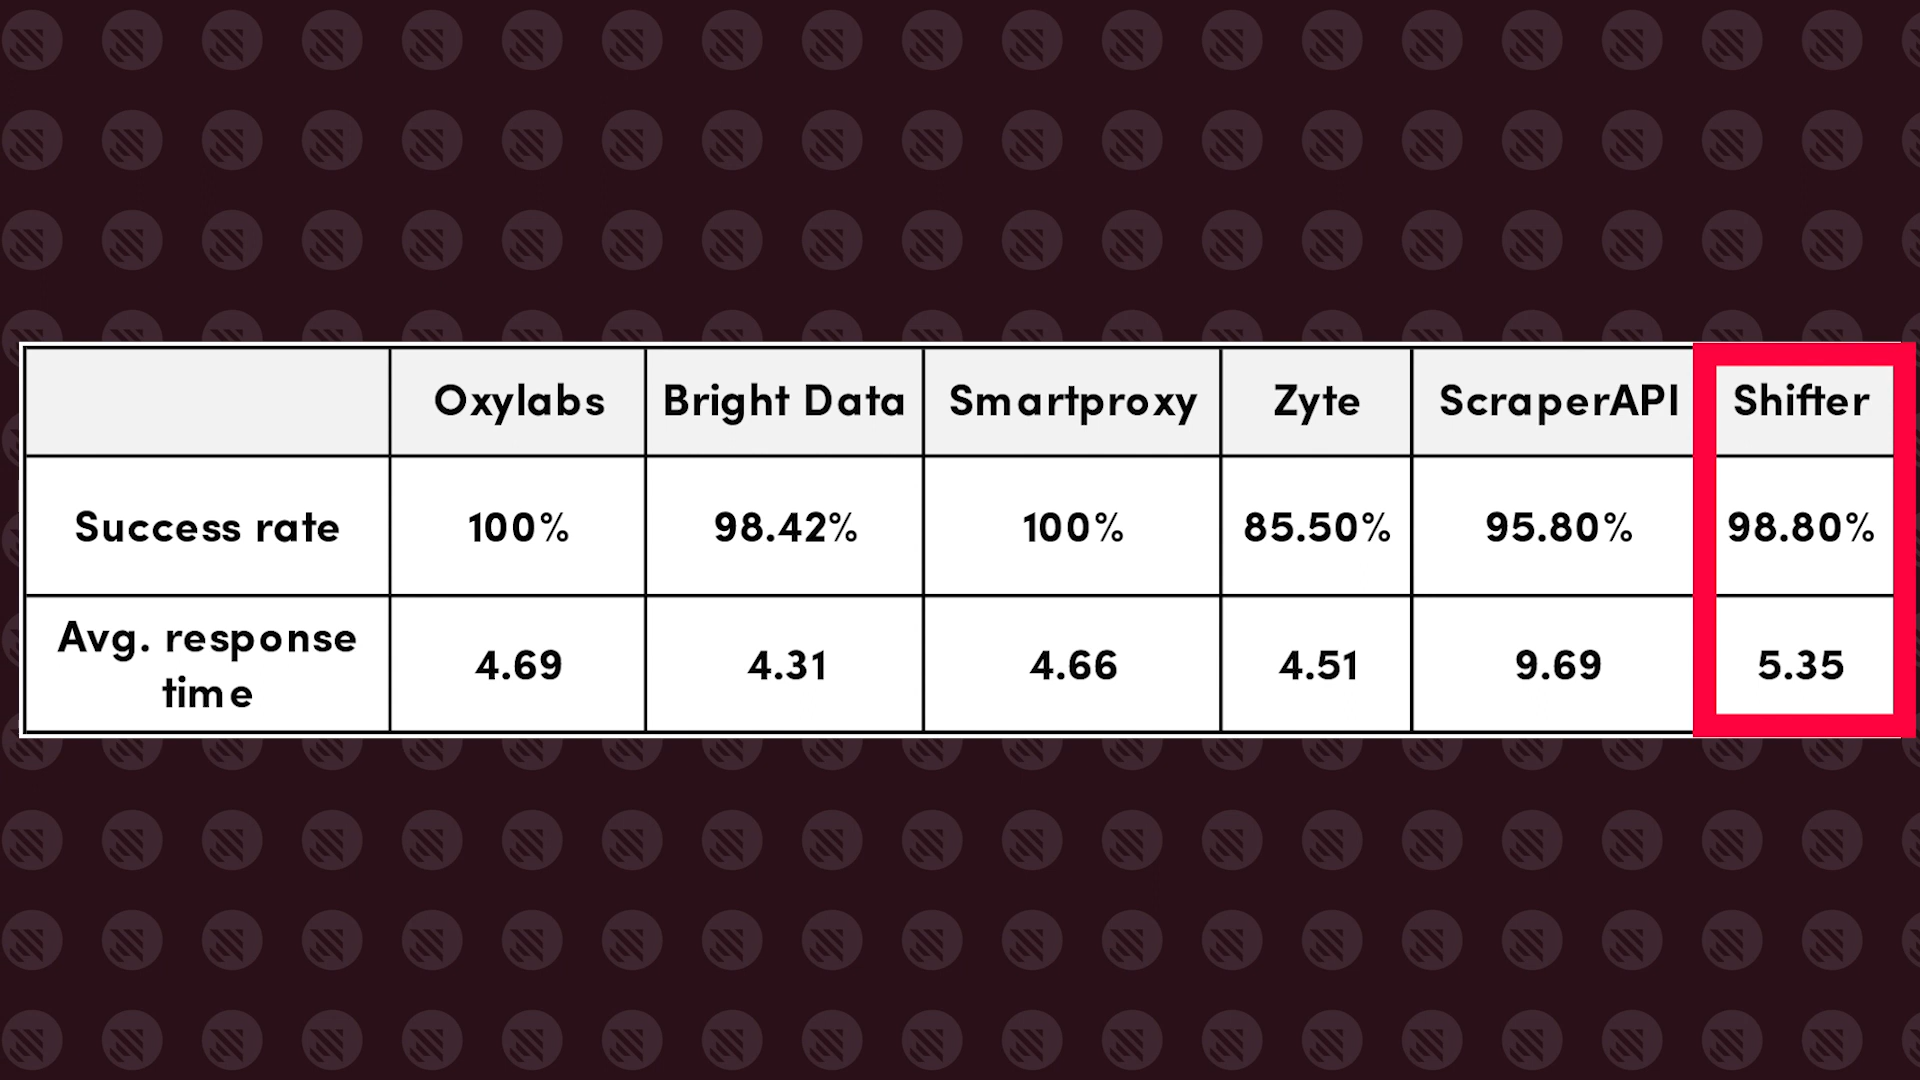 Oxylabs Bright Data Smartproxy Zyte ScraperAPI Shifter
Success rate 100% 98.42% 100% 85.50% 95.80% 98.80%
Avg. response
time 4.69 4.31 4.66 4.51 9.69 5.35